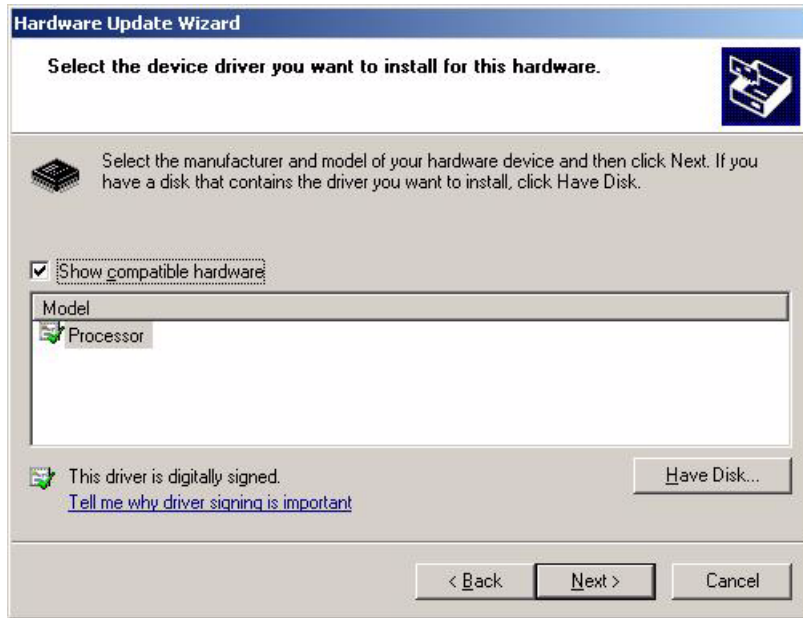 Hardware Update Wizard
Select the device driver you want to install for this hardware.
Select the manufacturer and model of your hardware device and then click Next. If you
have a disk that contains the driver you want to install, click Have Disk.
Show compatible hardware
Model
Processor
This driver is digitally signed.
Have Disk...
Tell me why driver signing is important
< Back
Next >
Cancel